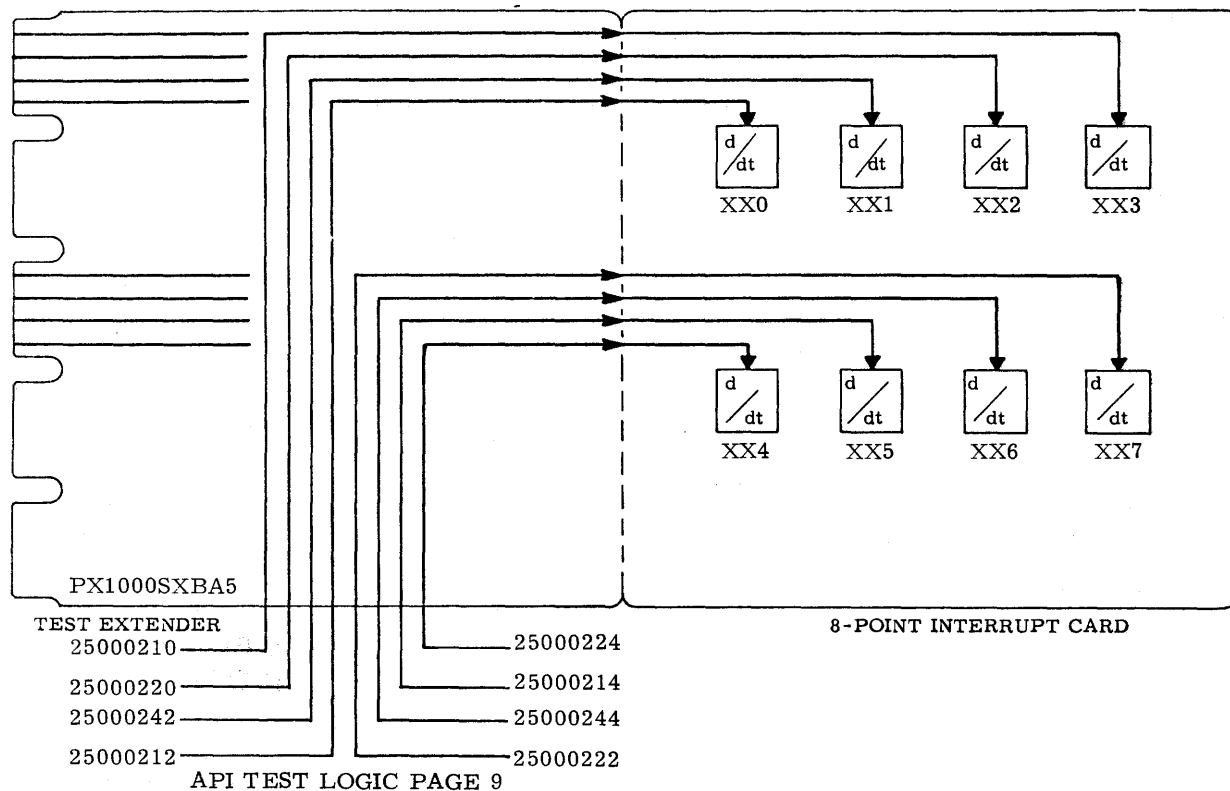 d/dt d/dt d/dt d/dt
XX0 XX1 XX2 XX3
d/dt d/dt d/dt d/dt
XX4 XX5 XX6 XX7
PX1000SXBA5
TEST EXTENDER
8-POINT INTERRUPT CARD
25000210
25000220
25000242
25000212
25000224
25000214
25000244
25000222
API TEST LOGIC PAGE 9